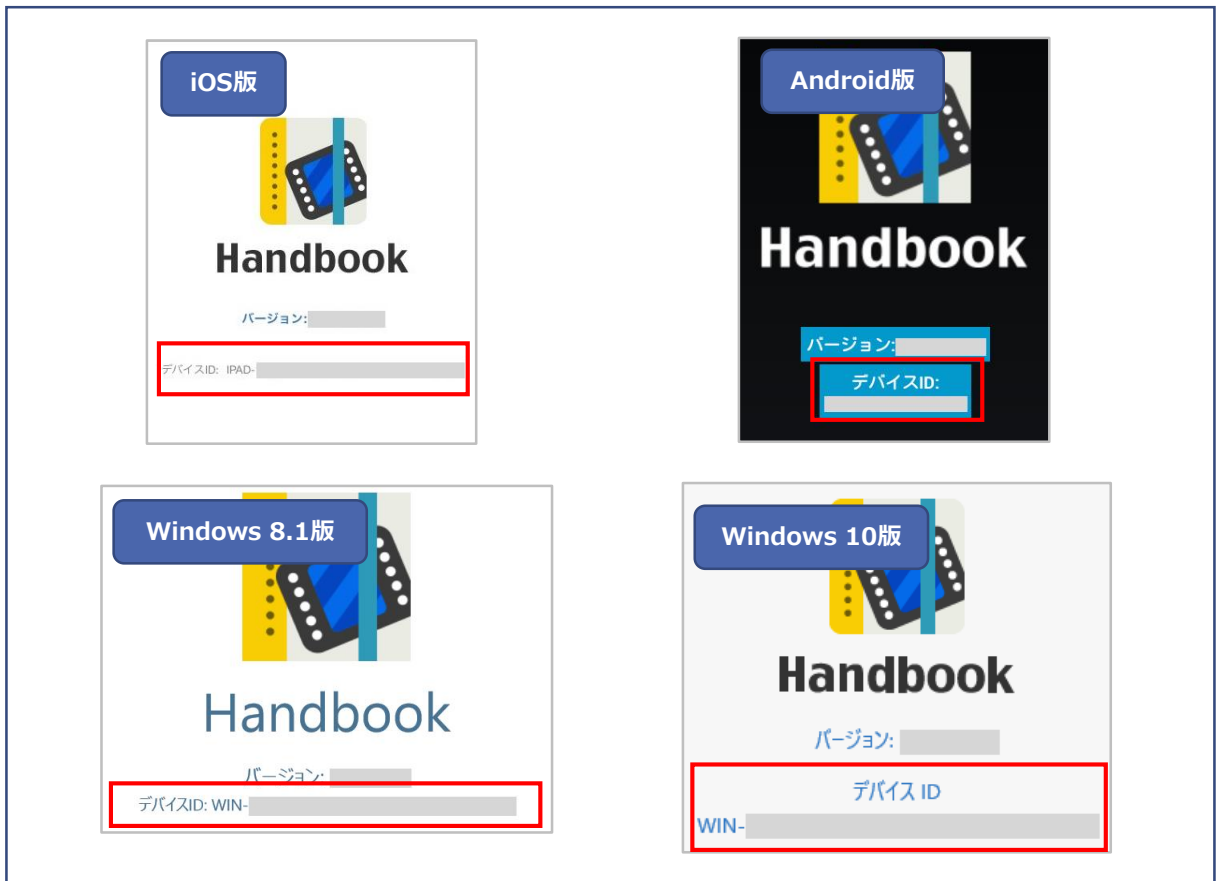 iOS版
Handbook
バージョン:
デバイスID: IPAD-
Android版
Handbook
バージョン:
デバイスID:
Windows 8.1版
Handbook
バージョン:
デバイスID: WIN-
Windows 10版
Handbook
バージョン:
デバイス ID
WIN-